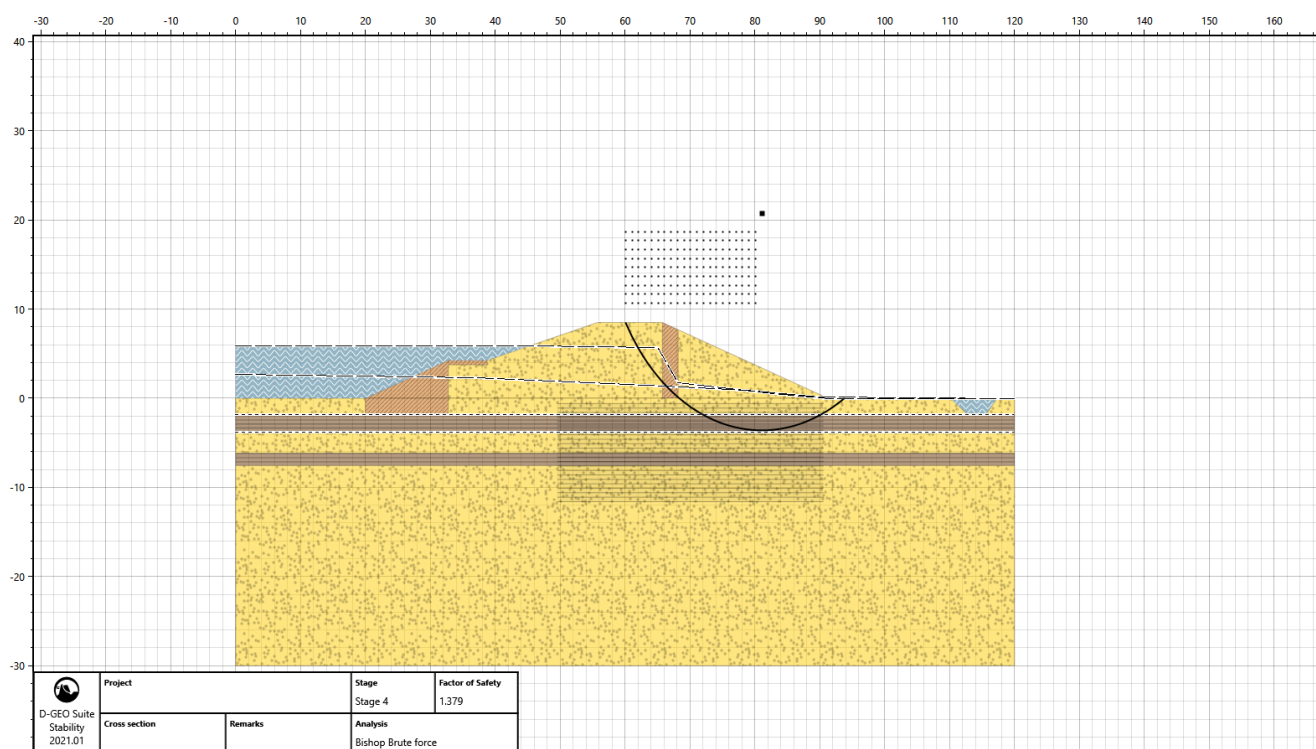 -30 -20 -10 0 10 20 30 40 50 60 70 80 90 100 110 120 130 140 150 160
40
30
20
10
0
-10
-20
-30
Project
Stage
Factor of Safety
Stage 4
1.379
D-GEO Suite
Stability
2021.01
Cross section
Remarks
Analysis
Bishop Brute force